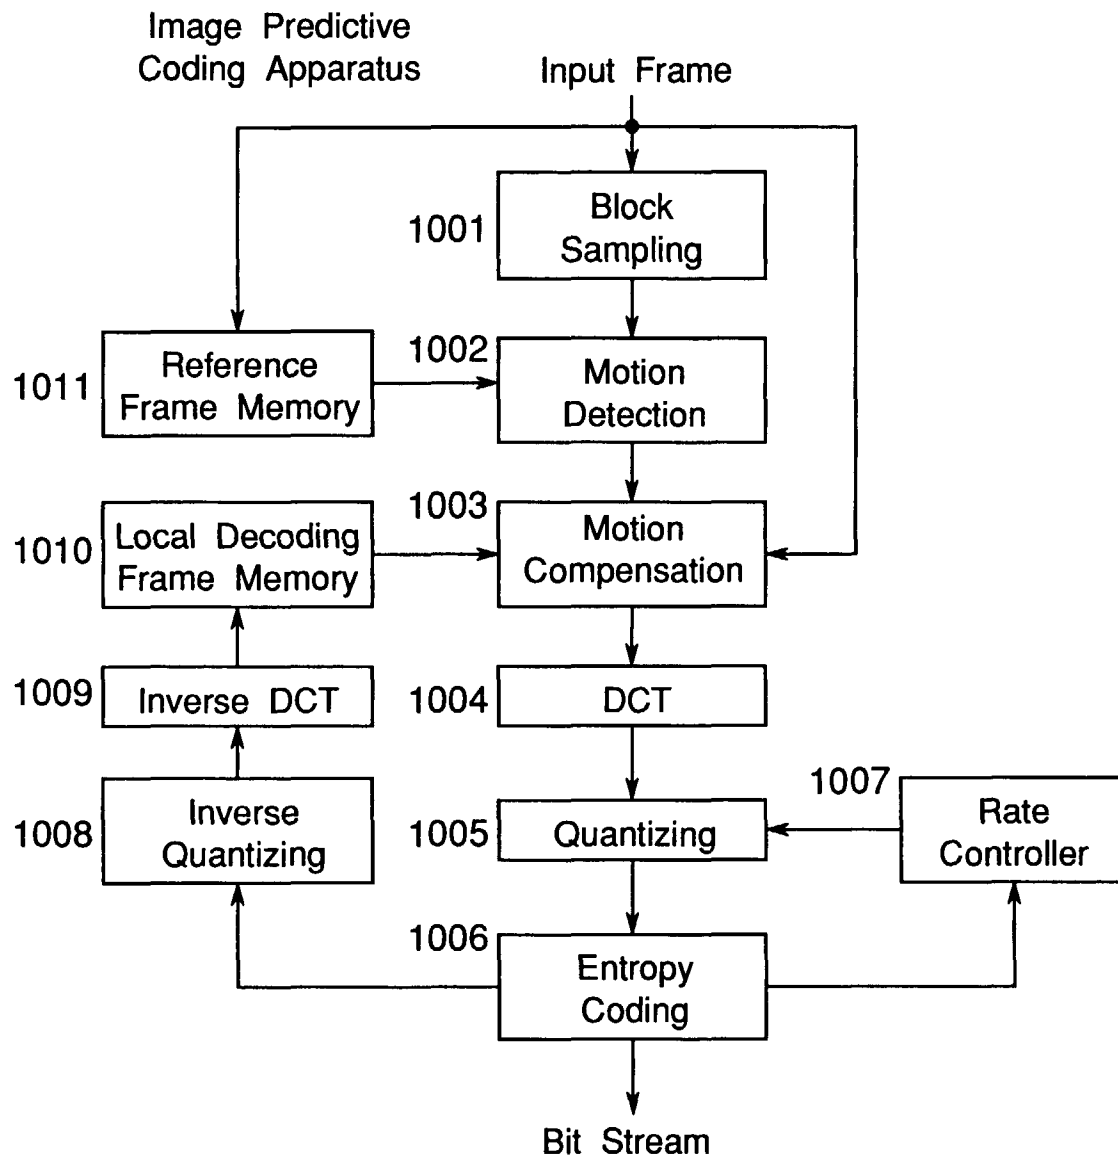 Image Predictive
Coding Apparatus
Input Frame
1001
Block
Sampling
1011
Reference
Frame Memory
1002
Motion
Detection
1010
Local Decoding
Frame Memory
1003
Motion
Compensation
1009
Inverse DCT
1004
DCT
1008
Inverse
Quantizing
1005
Quantizing
1007
Rate
Controller
1006
Entropy
Coding
Bit Stream